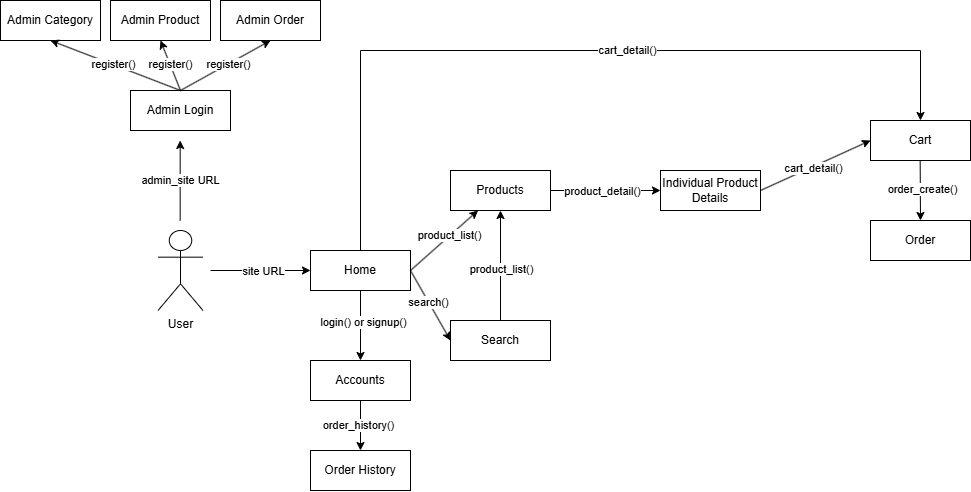 Admin Category
Admin Product
Admin Order
register()
register()
register()
Admin Login
admin_site URL
User
site URL
Home
cart_detail()
product_list()
search()
Products
product_list()
Search
product_detail()
Individual Product
Details
cart_detail()
Cart
order_create()
Order
login() or signup()
Accounts
order_history()
Order History